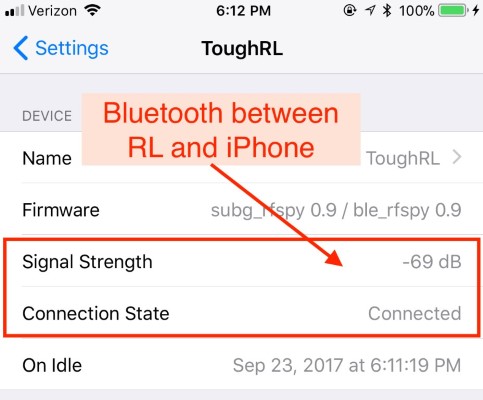 Verizon 6:12 PM 100%
Settings ToughRL
DEVICE
Bluetooth between
RL and iPhone
Name ToughRL
Firmware subg_rfspy 0.9 / ble_rfspy 0.9
Signal Strength -69 dB
Connection State Connected
On Idle Sep 23, 2017 at 6:11:19 PM